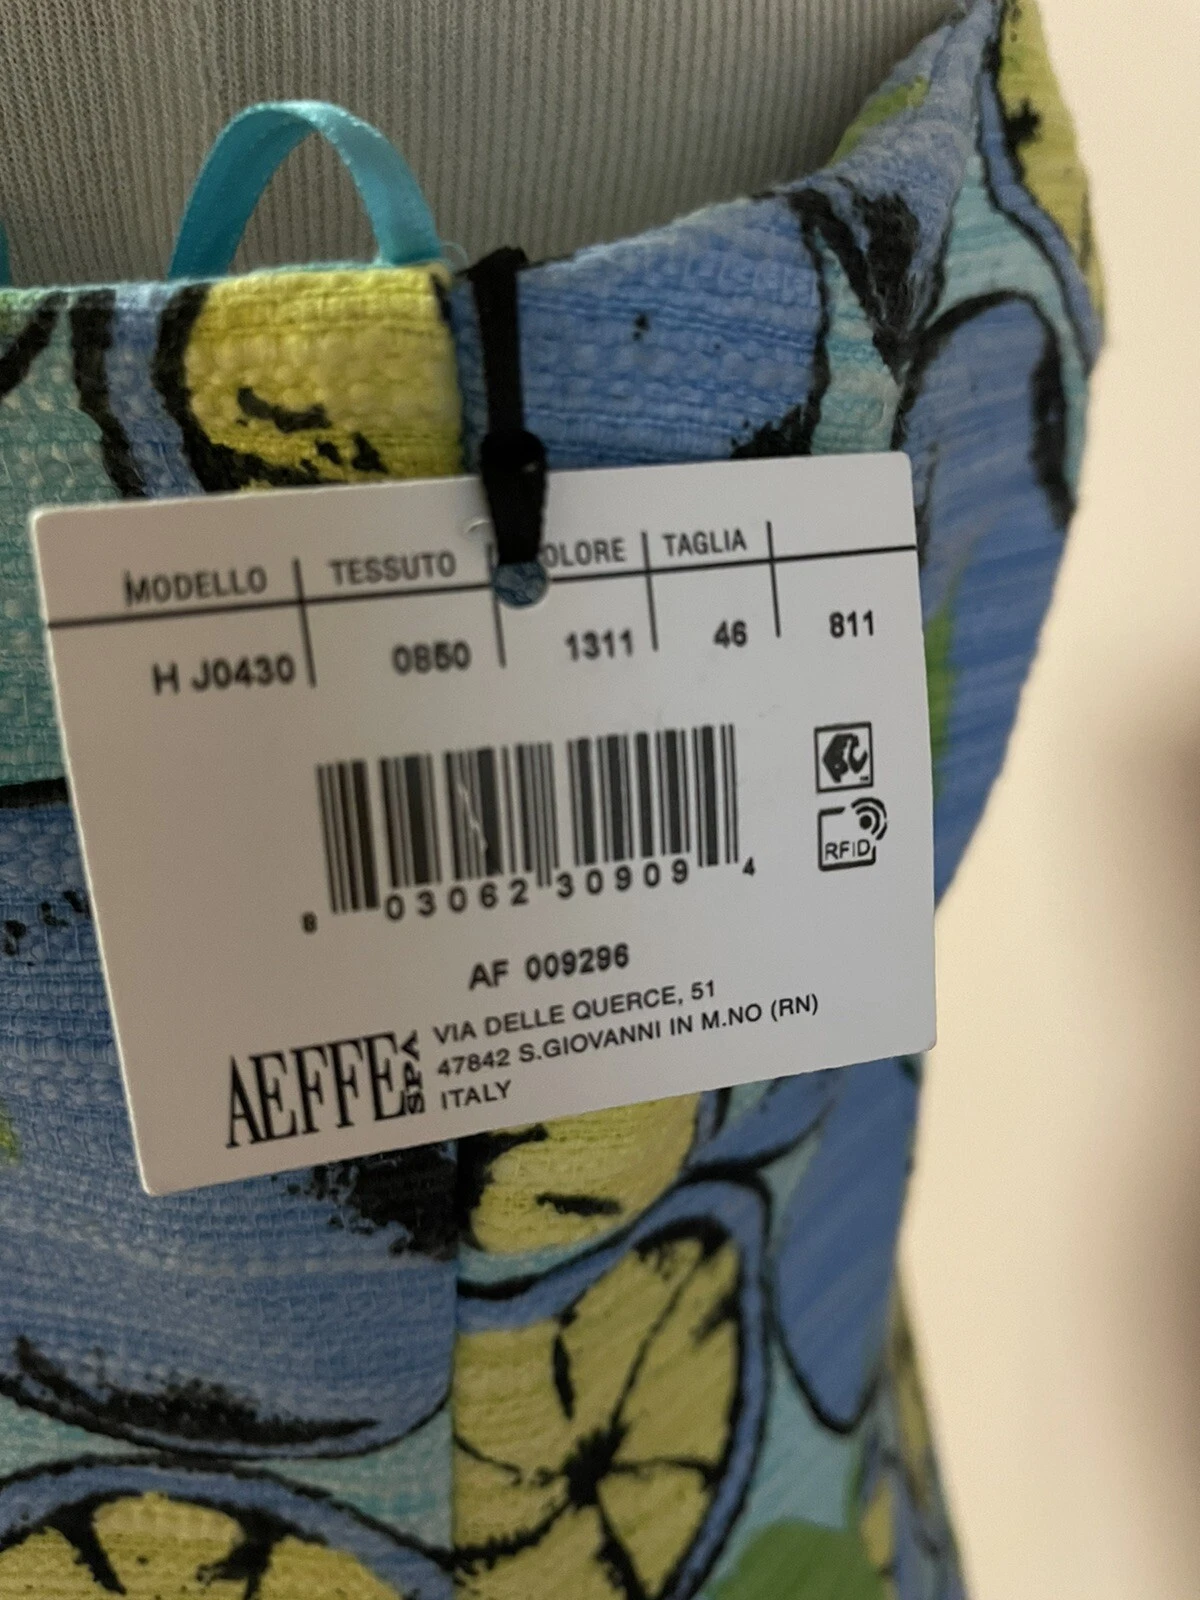 MODELLO TESSUTO COLORE TAGLIA
H J0430 0850 1311 46 811
8 03062 30909 4
RFID
AF 009296
AEFFE SPA
VIA DELLE QUERCE, 51
47842 S.GIOVANNI IN M.NO (RN)
ITALY